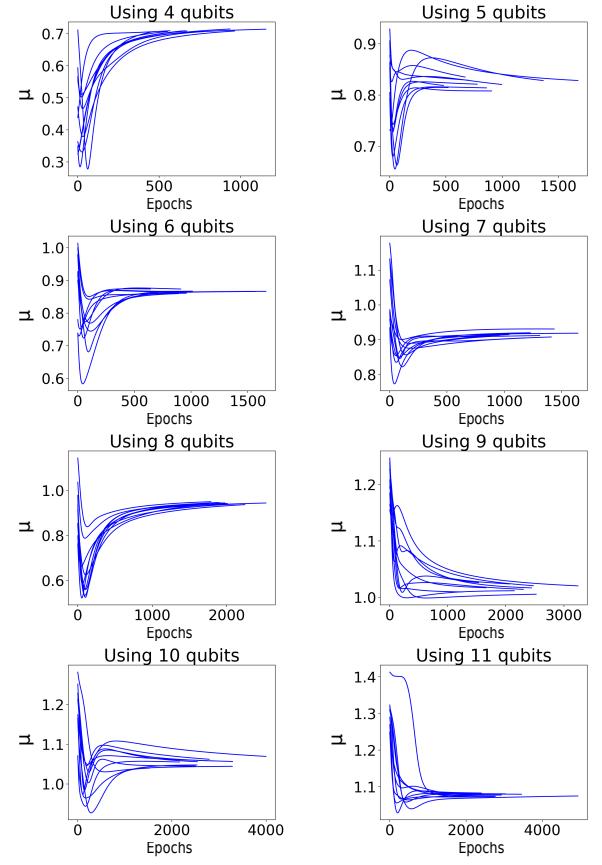 Using 4 qubits
0.7
0.6
0.5
0.4
0.3
μ
0
500
1000
Epochs
Using 5 qubits
0.9
0.8
0.7
μ
0
500
1000
1500
Epochs
Using 6 qubits
1.0
0.9
0.8
0.7
0.6
μ
0
500
1000
1500
Epochs
Using 7 qubits
1.1
1.0
0.9
0.8
μ
0
500
1000
1500
Epochs
Using 8 qubits
1.0
0.8
0.6
μ
0
1000
2000
Epochs
Using 9 qubits
1.2
1.1
1.0
μ
0
1000
2000
3000
Epochs
Using 10 qubits
1.2
1.1
1.0
μ
0
2000
4000
Epochs
Using 11 qubits
1.4
1.3
1.2
1.1
μ
0
2000
4000
Epochs